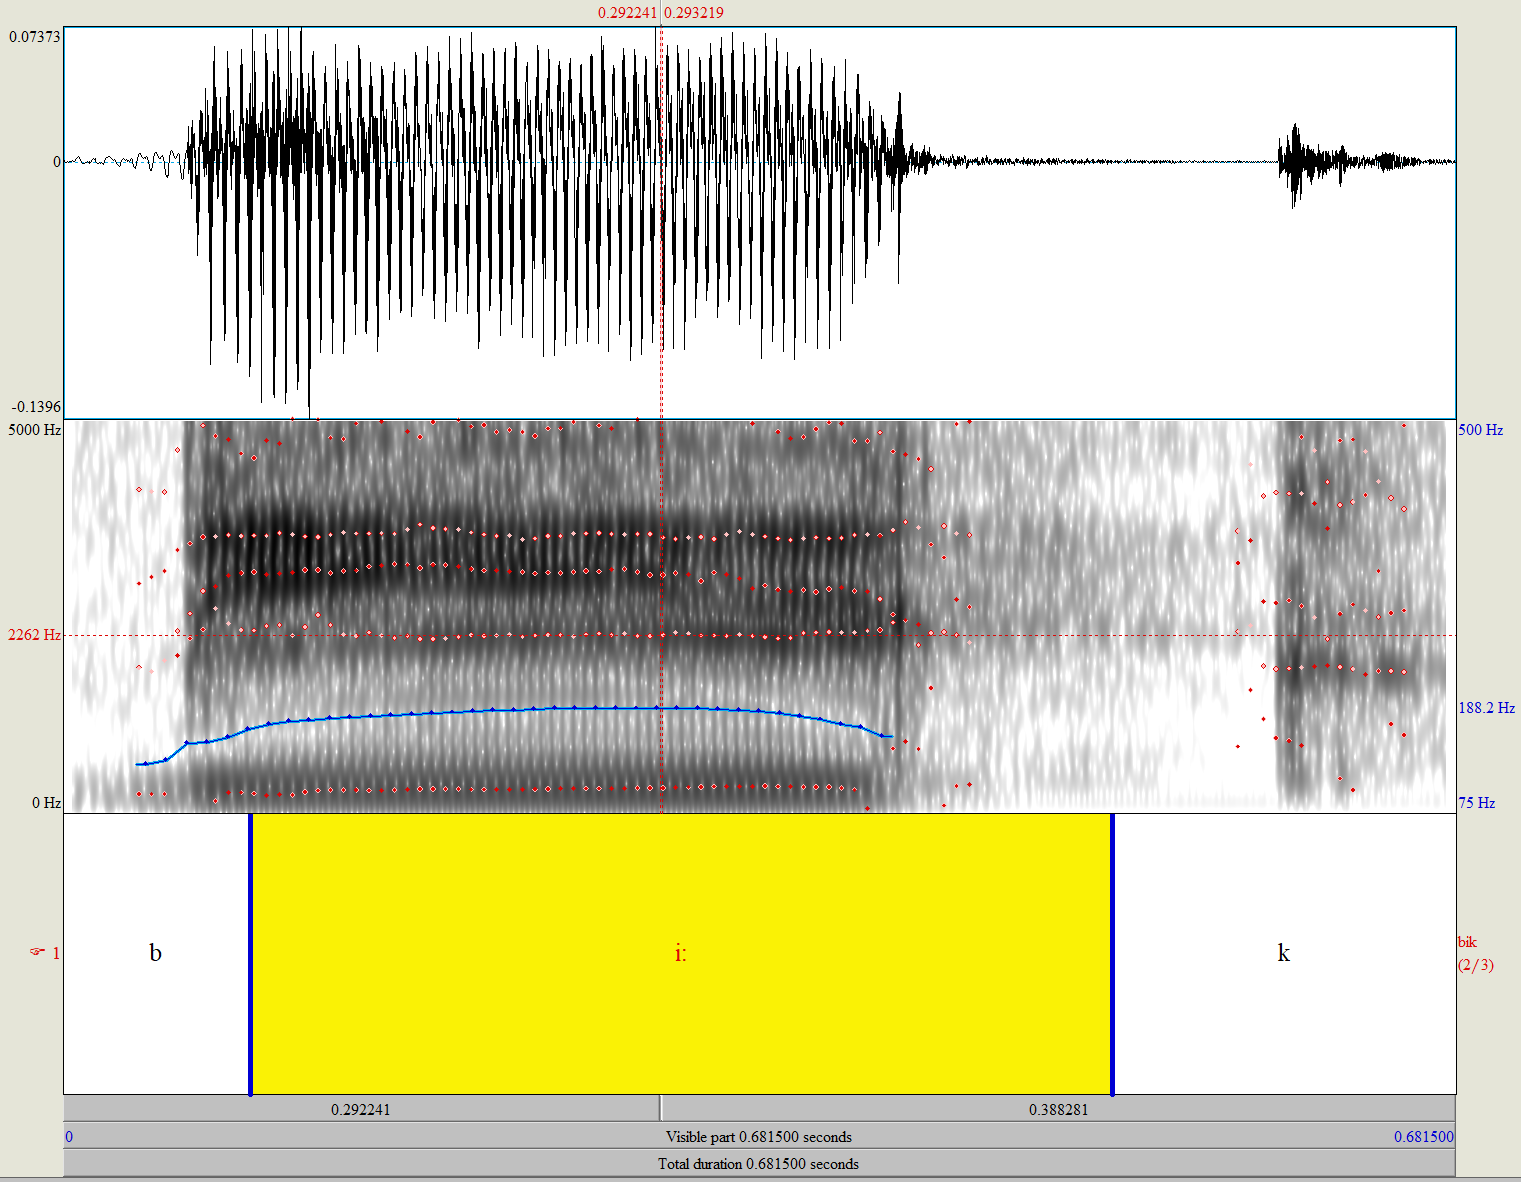 0.292241 0.293219
0.07373
0
-0.1396
5000 Hz 500 Hz
2262 Hz
188.2 Hz
0 Hz 75 Hz
☞ 1 b i: k bik
(2/3)
0.292241 0.388281
0 Visible part 0.681500 seconds 0.681500
Total duration 0.681500 seconds